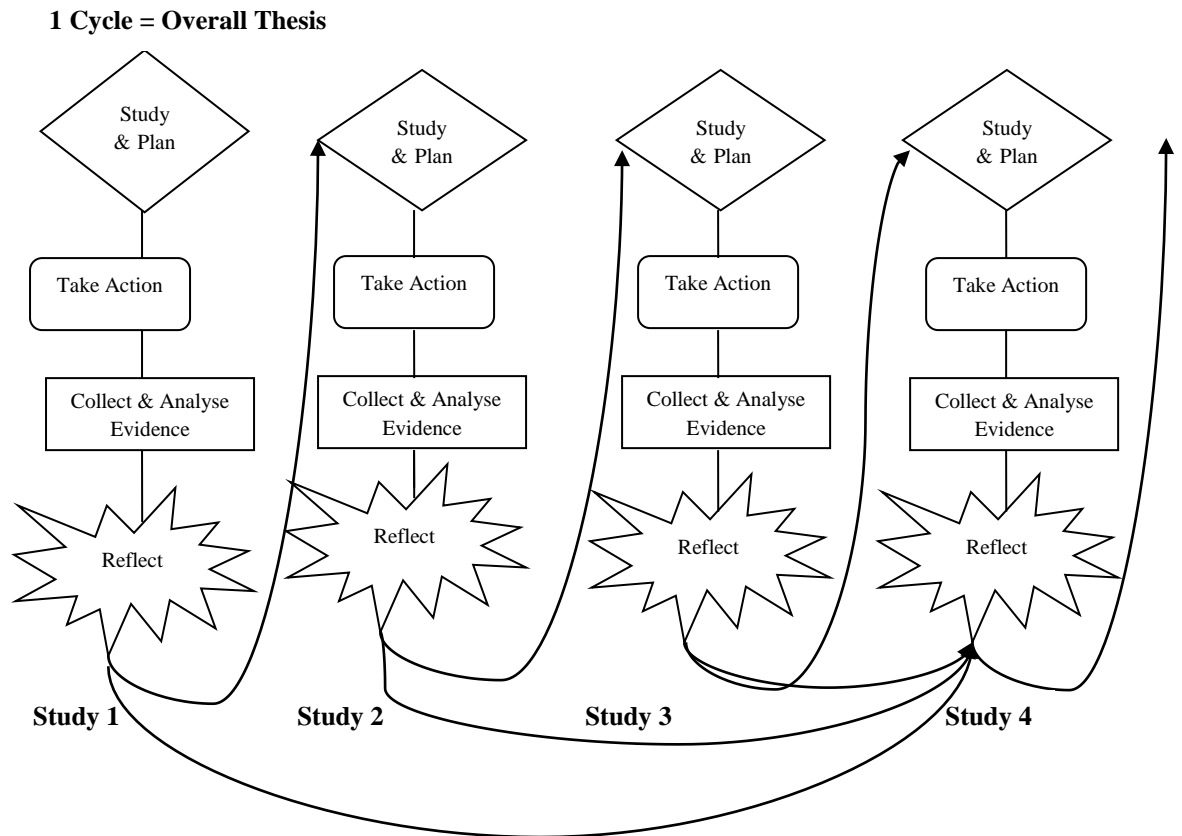 1 Cycle = Overall Thesis
Study
& Plan
Take Action
Collect & Analyse
Evidence
Reflect
Study 1
Study
& Plan
Take Action
Collect & Analyse
Evidence
Reflect
Study 2
Study
& Plan
Take Action
Collect & Analyse
Evidence
Reflect
Study 3
Study
& Plan
Take Action
Collect & Analyse
Evidence
Reflect
Study 4